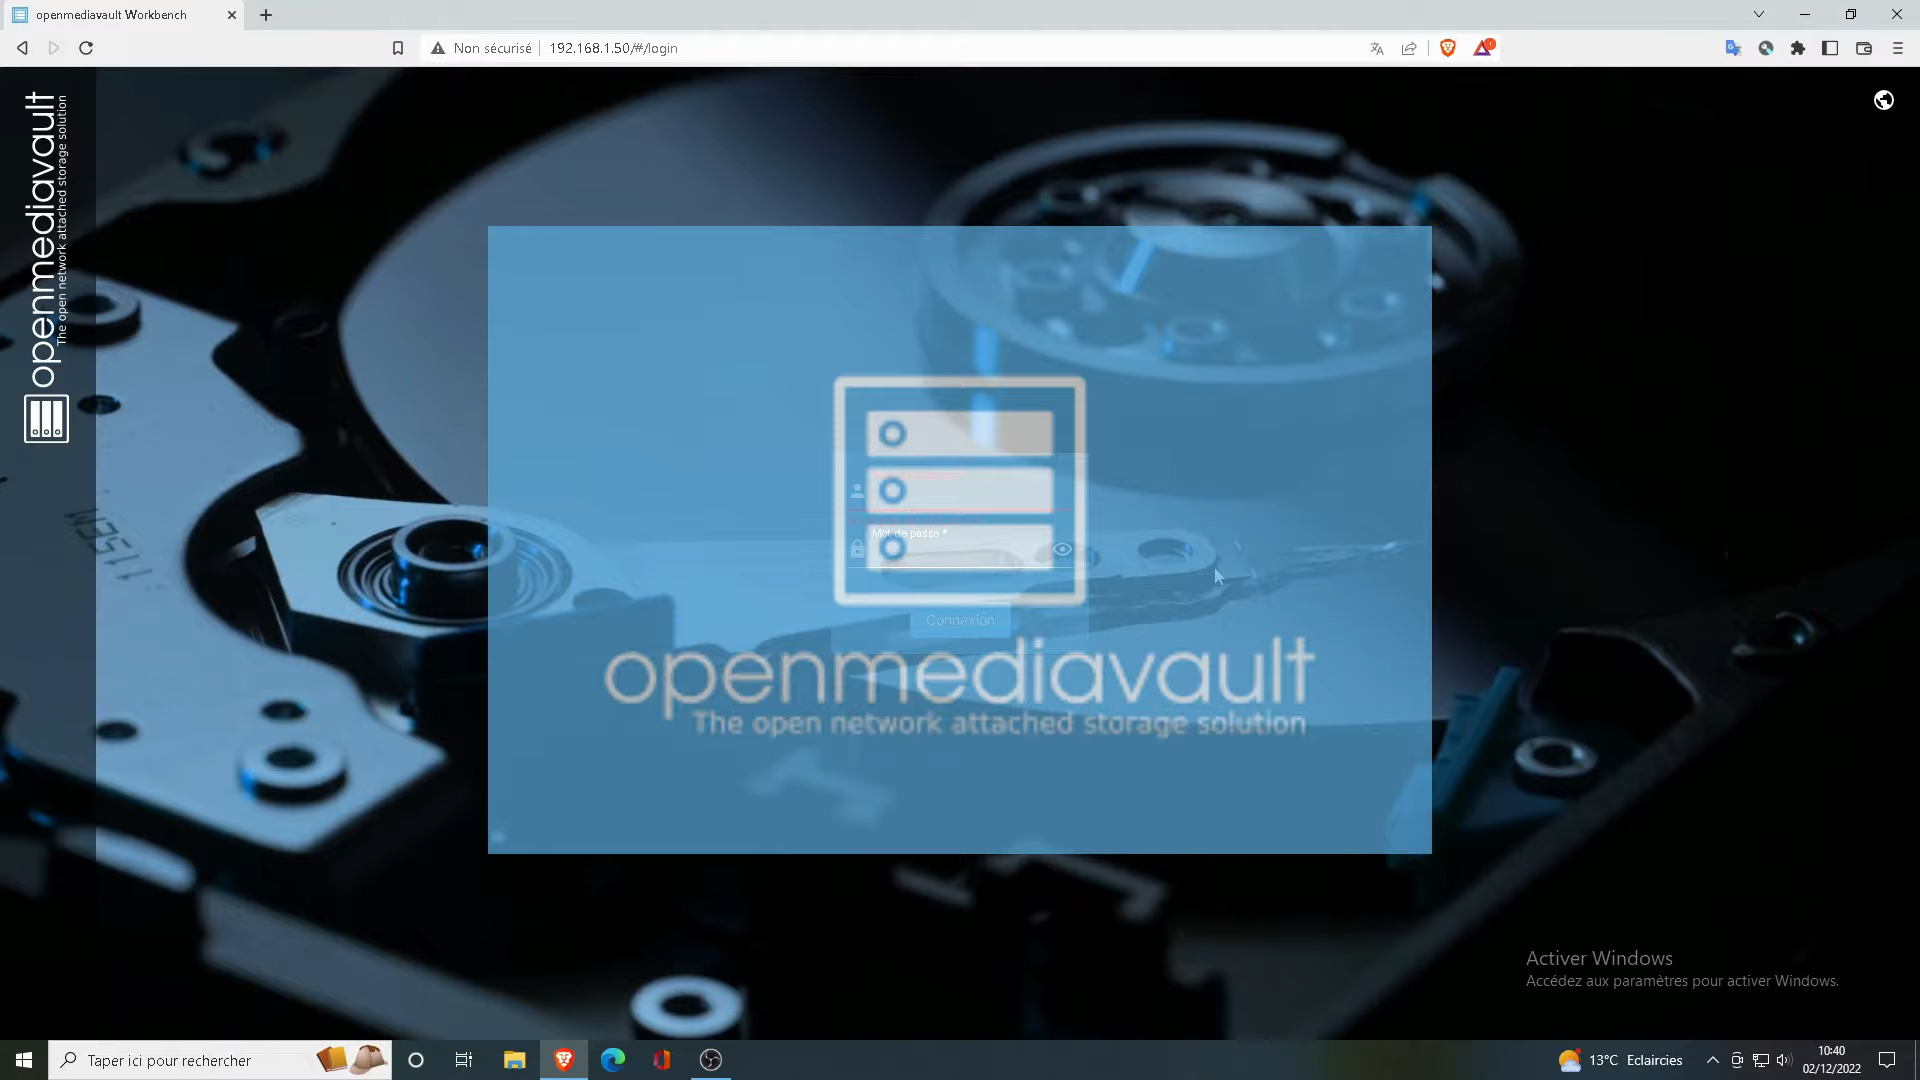 openmediavault Workbench
Non sécurisé
192.168.1.50/#/login
openmediavault
The open network attached storage solution
Mot de passe *
Connexion
openmediavault
The open network attached storage solution
Activer Windows
Accédez aux paramètres pour activer Windows.
Taper ici pour rechercher
13°C Eclaircies
10:40
02/12/2022